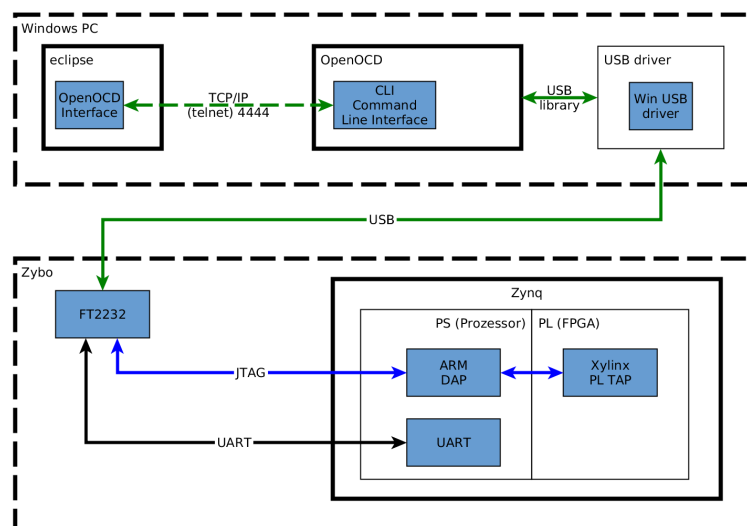 Windows PC
eclipse
OpenOCD
Interface
TCP/IP
(telnet) 4444
OpenOCD
CLI
Command
Line Interface
USB
library
USB driver
Win USB
driver
USB
Zybo
FT2232
Zynq
PS (Prozessor)
PL (FPGA)
JTAG
ARM
DAP
Xylinx
PL TAP
UART
UART